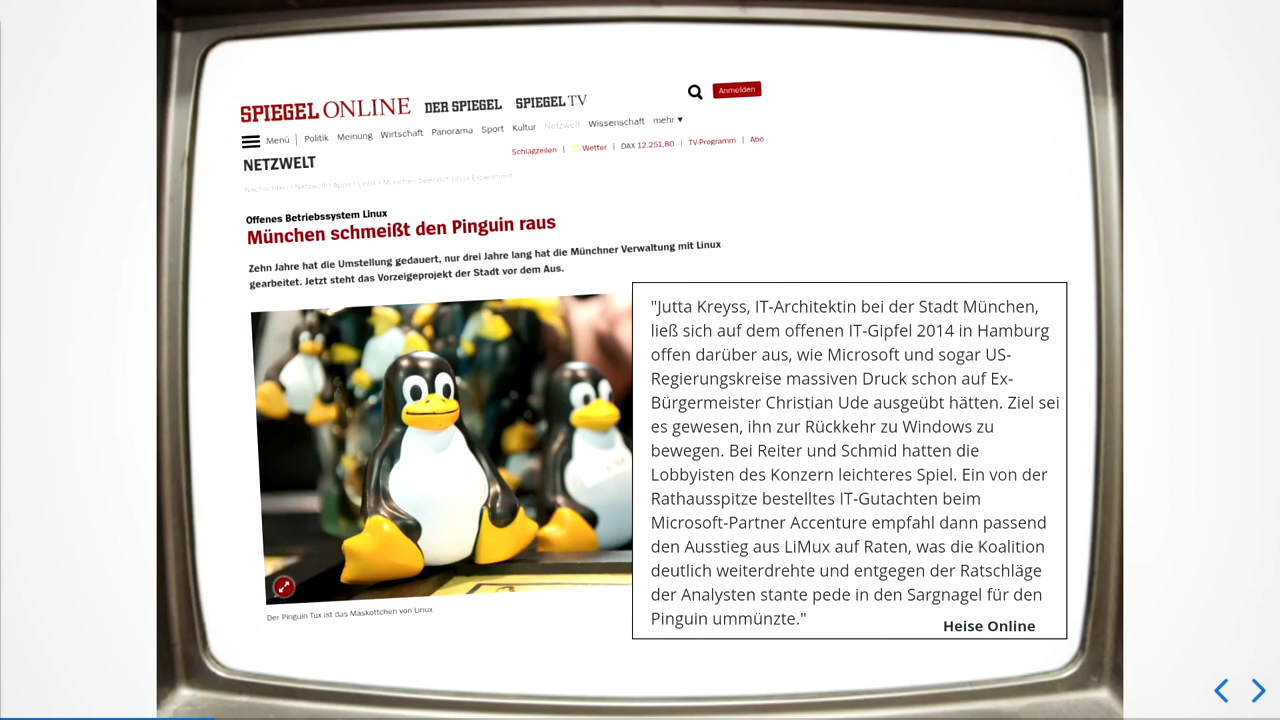 SPIEGEL ONLINE DER SPIEGEL SPIEGEL TV
Anmelden
Menü Politik Meinung Wirtschaft Panorama Sport Kultur Netzwelt Wissenschaft mehr ▼
Schlagzeilen | Wetter | DAX 12.251,80 | TV-Programm | Abo
NETZWELT
Nachrichten > Netzwelt > Apps > Linux > München beendet Linux-Experiment
Offenes Betriebssystem Linux
München schmeißt den Pinguin raus
Zehn Jahre hat die Umstellung gedauert, nur drei Jahre lang hat die Münchner Verwaltung mit Linux
gearbeitet. Jetzt steht das Vorzeigeprojekt der Stadt vor dem Aus.
Der Pinguin Tux ist das Maskottchen von Linux
"Jutta Kreyss, IT-Architektin bei der Stadt München,
ließ sich auf dem offenen IT-Gipfel 2014 in Hamburg
offen darüber aus, wie Microsoft und sogar US-
Regierungskreise massiven Druck schon auf Ex-
Bürgermeister Christian Ude ausgeübt hätten. Ziel sei
es gewesen, ihn zur Rückkehr zu Windows zu
bewegen. Bei Reiter und Schmid hatten die
Lobbyisten des Konzern leichteres Spiel. Ein von der
Rathausspitze bestelltes IT-Gutachten beim
Microsoft-Partner Accenture empfahl dann passend
den Ausstieg aus LiMux auf Raten, was die Koalition
deutlich weiterdrehte und entgegen der Ratschläge
der Analysten stante pede in den Sargnagel für den
Pinguin ummünzte."
Heise Online